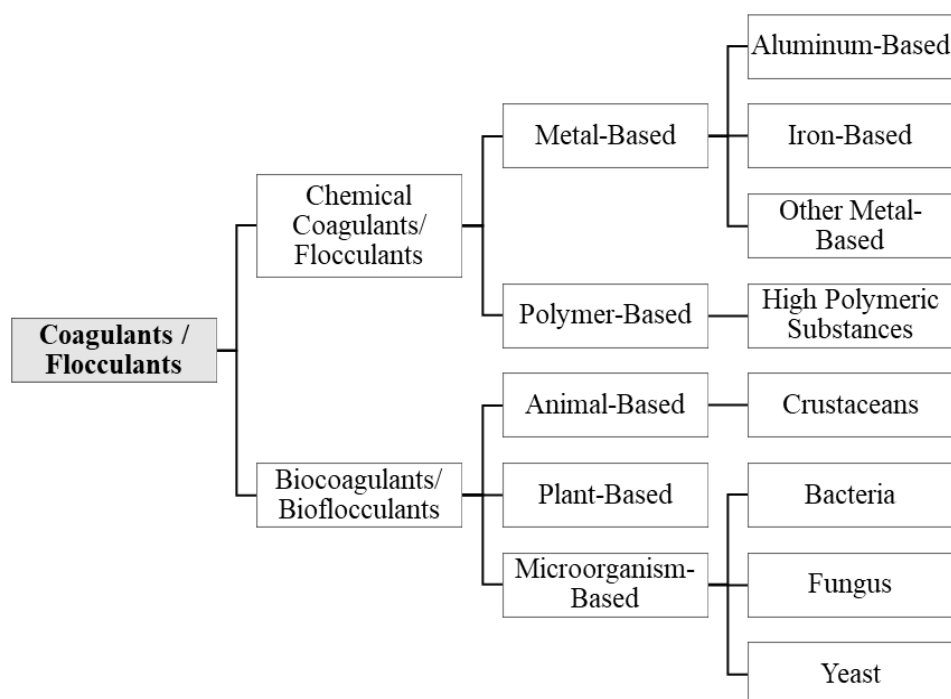 Coagulants /
Flocculants
Chemical
Coagulants/
Flocculants
Metal-Based
Aluminum-Based
Iron-Based
Other Metal-
Based
Polymer-Based
High Polymeric
Substances
Biocoagulants/
Bioflocculants
Animal-Based
Crustaceans
Plant-Based
Microorganism-
Based
Bacteria
Fungus
Yeast